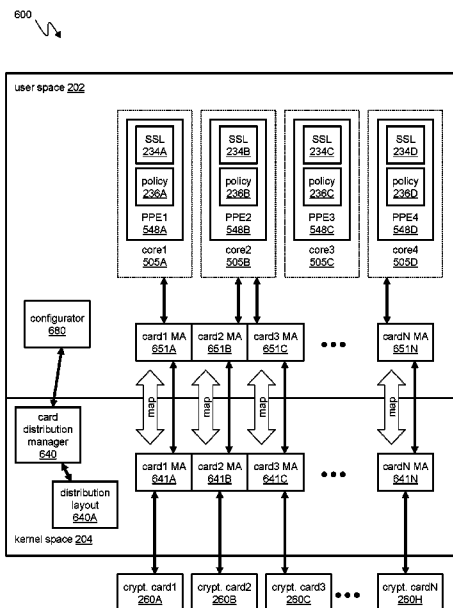 600
user space 202
SSL
234A
SSL
234B
SSL
234C
SSL
234D
policy
236A
policy
236B
policy
236C
policy
236D
PPE1
548A
PPE2
548B
PPE3
548C
PPE4
548D
core1
505A
core2
505B
core3
505C
core4
505D
configurator
680
card1 MA
651A
card2 MA
651B
card3 MA
651C
cardN MA
651N
map
map
map
map
card
distribution
manager
640
distribution
layout
640A
card1 MA
641A
card2 MA
641B
card3 MA
641C
cardN MA
641N
kernel space 204
crypt. card1
260A
crypt. card2
260B
crypt. card3
260C
crypt. cardN
260H